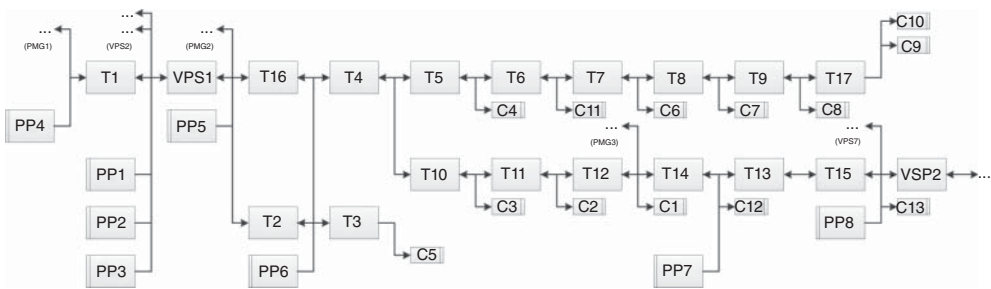 ... C10
... ... ... C9
(PMG1) (VPS2) (PMG2)
T1 VPS1 T16 T4 T5 T6 T7 T8 T9 T17
C4 C11 C6 C7 C8
PP4 PP5 ... ...
(PMG3) (VPS7)
PP1 T10 T11 T12 T14 T13 T15 VSP2 ...
C3 C2 C1 C12 C13
PP2 T2 T3 PP8
C5
PP3 PP6 PP7